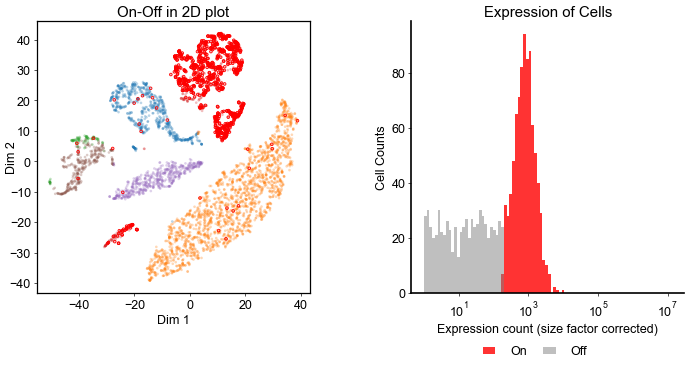 On-Off in 2D plot
Dim 2
40
30
20
10
0
−10
−20
−30
−40
−40 −20 0 20 40
Dim 1
Expression of Cells
Cell Counts
80
60
40
20
0
10^1 10^3 10^5 10^7
Expression count (size factor corrected)
On Off